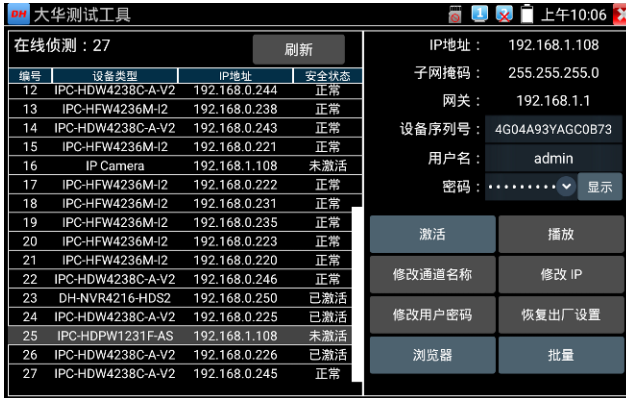 DH 大华测试工具 上午10:06
在线侦测：27 刷新
编号 设备类型 IP地址 安全状态
12 IPC-HDW4238C-A-V2 192.168.0.244 正常
13 IPC-HFW4236M-I2 192.168.0.238 正常
14 IPC-HDW4238C-A-V2 192.168.0.243 正常
15 IPC-HFW4236M-I2 192.168.0.221 正常
16 IP Camera 192.168.1.108 未激活
17 IPC-HFW4236M-I2 192.168.0.222 正常
18 IPC-HFW4236M-I2 192.168.0.231 正常
19 IPC-HFW4236M-I2 192.168.0.235 正常
20 IPC-HFW4236M-I2 192.168.0.223 正常
21 IPC-HFW4236M-I2 192.168.0.220 正常
22 IPC-HDW4238C-A-V2 192.168.0.246 正常
23 DH-NVR4216-HDS2 192.168.0.250 已激活
24 IPC-HDW4238C-A-V2 192.168.0.225 已激活
25 IPC-HDPW1231F-AS 192.168.1.108 未激活
26 IPC-HDW4238C-A-V2 192.168.0.226 已激活
27 IPC-HDW4238C-A-V2 192.168.0.245 正常
IP地址： 192.168.1.108
子网掩码： 255.255.255.0
网关： 192.168.1.1
设备序列号： 4G04A93YAGC0B73
用户名： admin
密码： ••••••••• 显示
激活 播放
修改通道名称 修改 IP
修改用户密码 恢复出厂设置
浏览器 批量